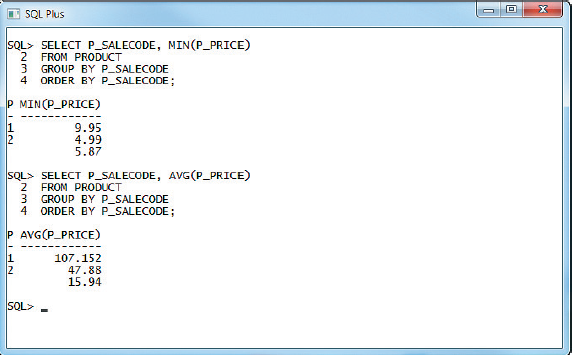 SQL Plus
SQL> SELECT P_SALECODE, MIN(P_PRICE)
  2  FROM PRODUCT
  3  GROUP BY P_SALECODE
  4  ORDER BY P_SALECODE;
P MIN(P_PRICE)
- ------------
1         9.95
2         4.99
          5.87
SQL> SELECT P_SALECODE, AVG(P_PRICE)
  2  FROM PRODUCT
  3  GROUP BY P_SALECODE
  4  ORDER BY P_SALECODE;
P AVG(P_PRICE)
- ------------
1      107.152
2        47.88
         15.94
SQL> _